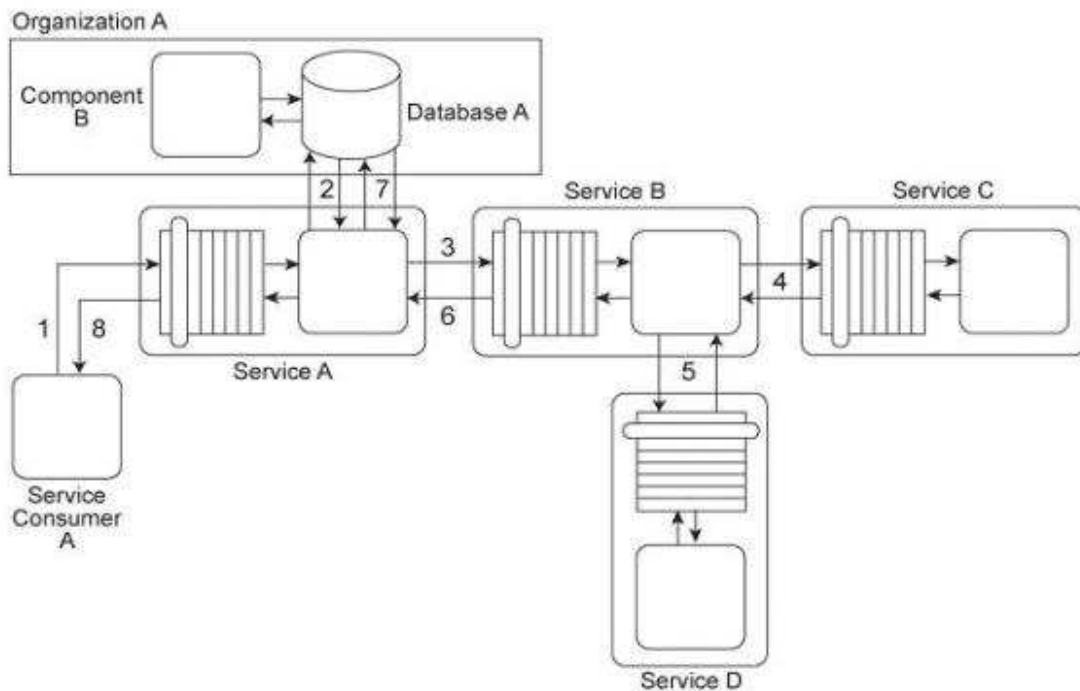 Organization A
Component
B
Database A
2
7
Service B
Service C
3
4
6
1
8
5
Service A
Service
Consumer
A
Service D